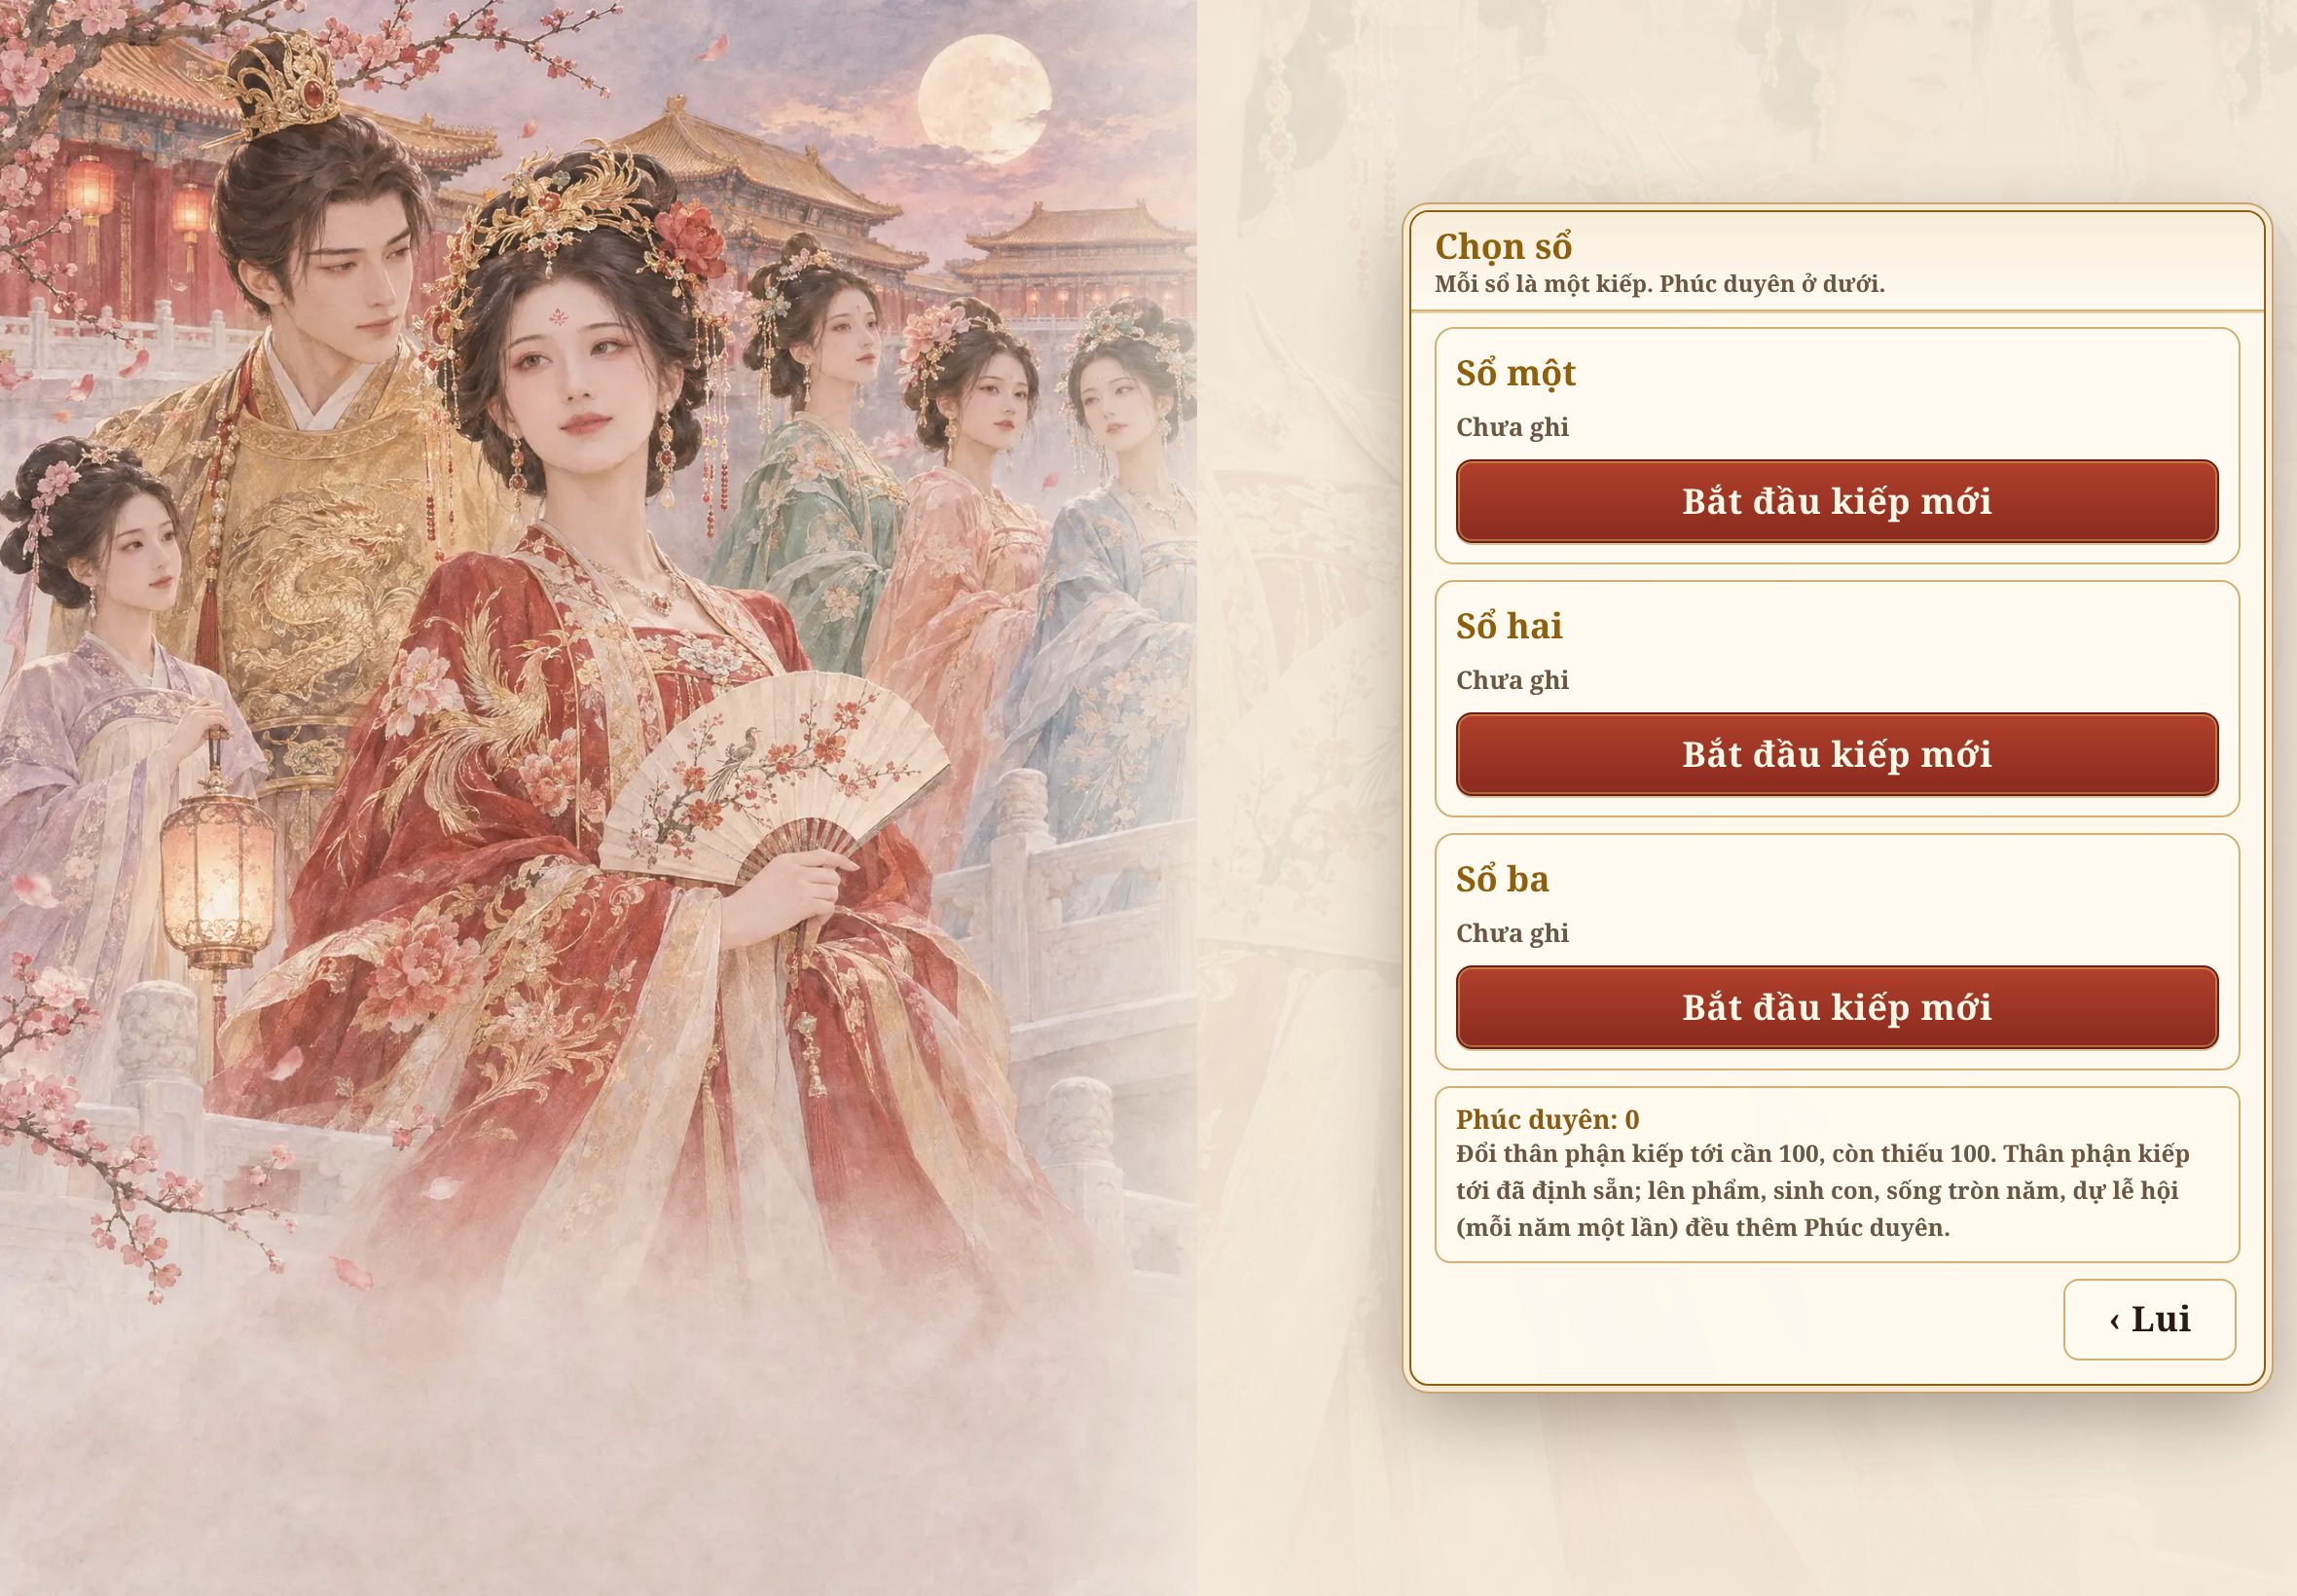 Chọn sổ
Mỗi sổ là một kiếp. Phúc duyên ở dưới.
Sổ một
Chưa ghi
Bắt đầu kiếp mới
Sổ hai
Chưa ghi
Bắt đầu kiếp mới
Sổ ba
Chưa ghi
Bắt đầu kiếp mới
Phúc duyên: 0
Đổi thân phận kiếp tới cần 100, còn thiếu 100. Thân phận kiếp
tới đã định sẵn; lên phẩm, sinh con, sống tròn năm, dự lễ hội
(mỗi năm một lần) đều thêm Phúc duyên.
‹ Lui